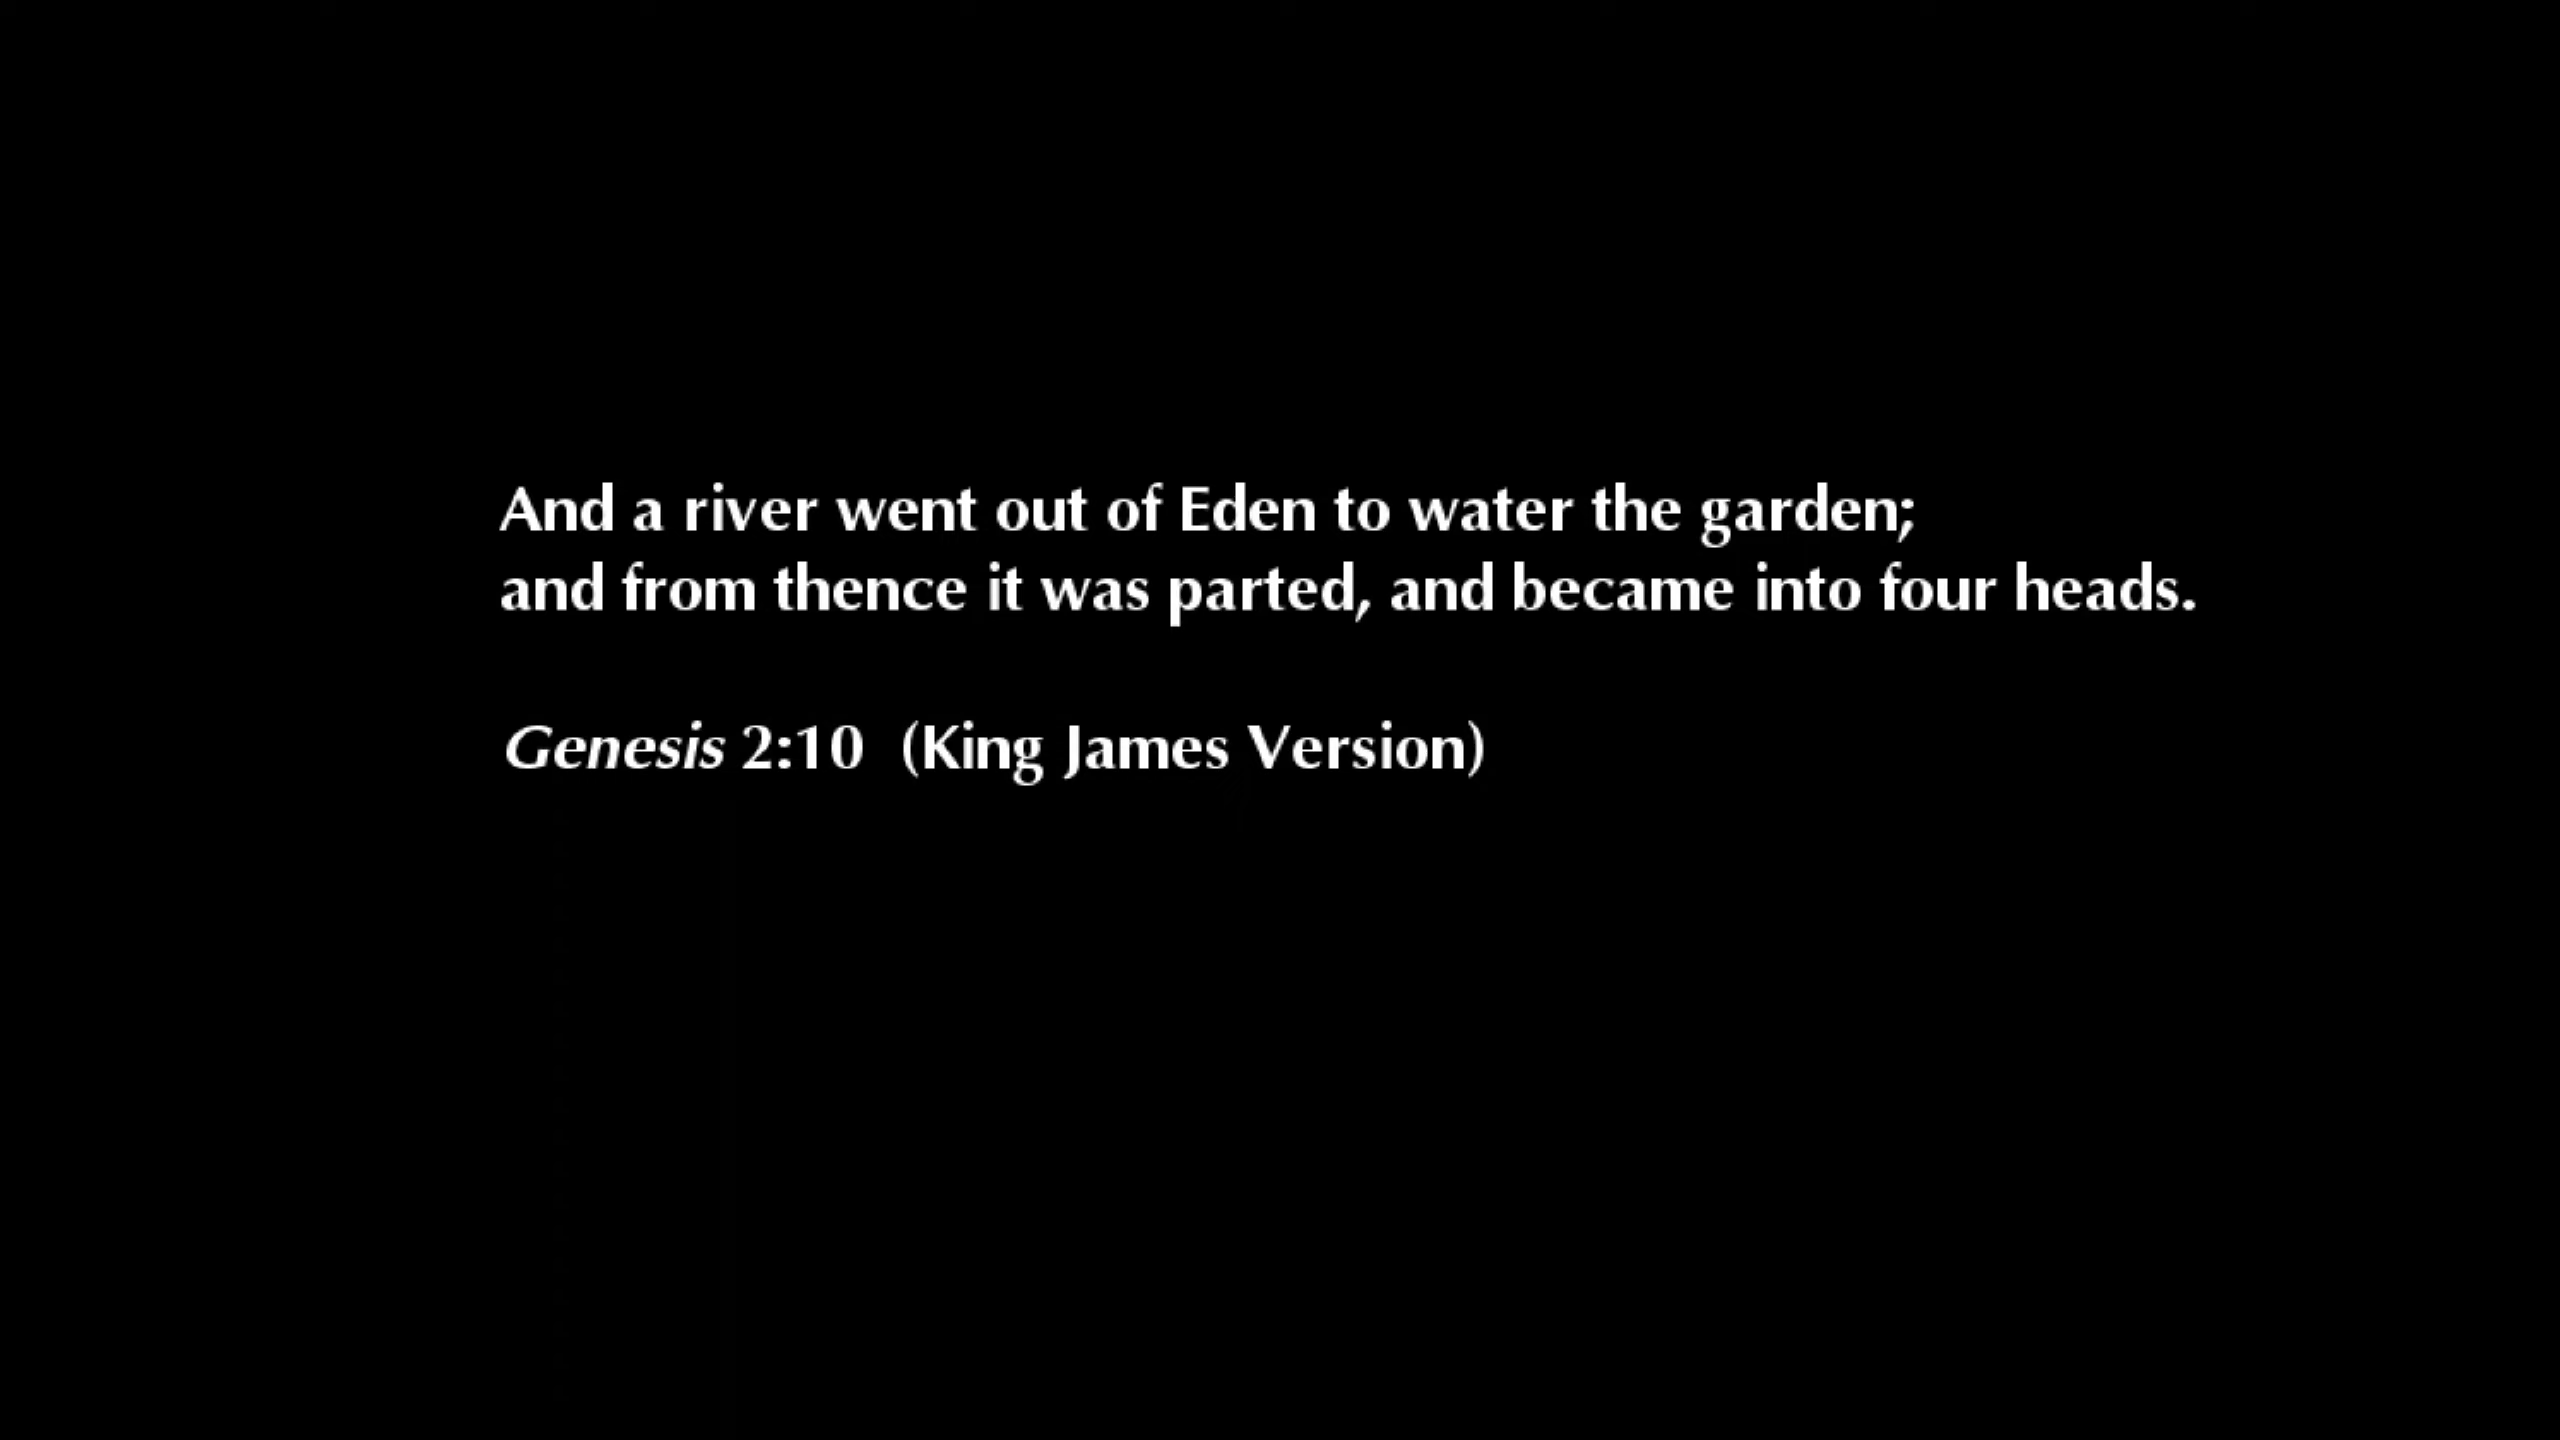 And a river went out of Eden to water the garden;
and from thence it was parted, and became into four heads.
Genesis 2:10 (King James Version)